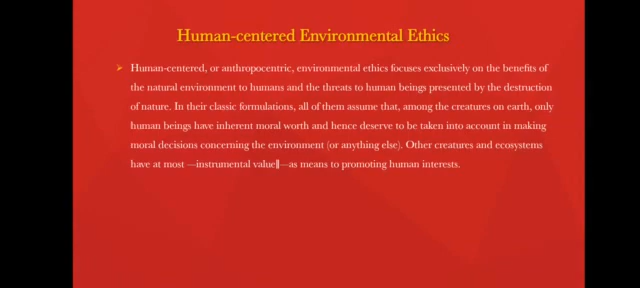 Human-centered Environmental Ethics
➢ Human-centered, or anthropocentric, environmental ethics focuses exclusively on the benefits of
the natural environment to humans and the threats to human beings presented by the destruction
of nature. In their classic formulations, all of them assume that, among the creatures on earth, only
human beings have inherent moral worth and hence deserve to be taken into account in making
moral decisions concerning the environment (or anything else). Other creatures and ecosystems
have at most ―instrumental value‖—as means to promoting human interests.